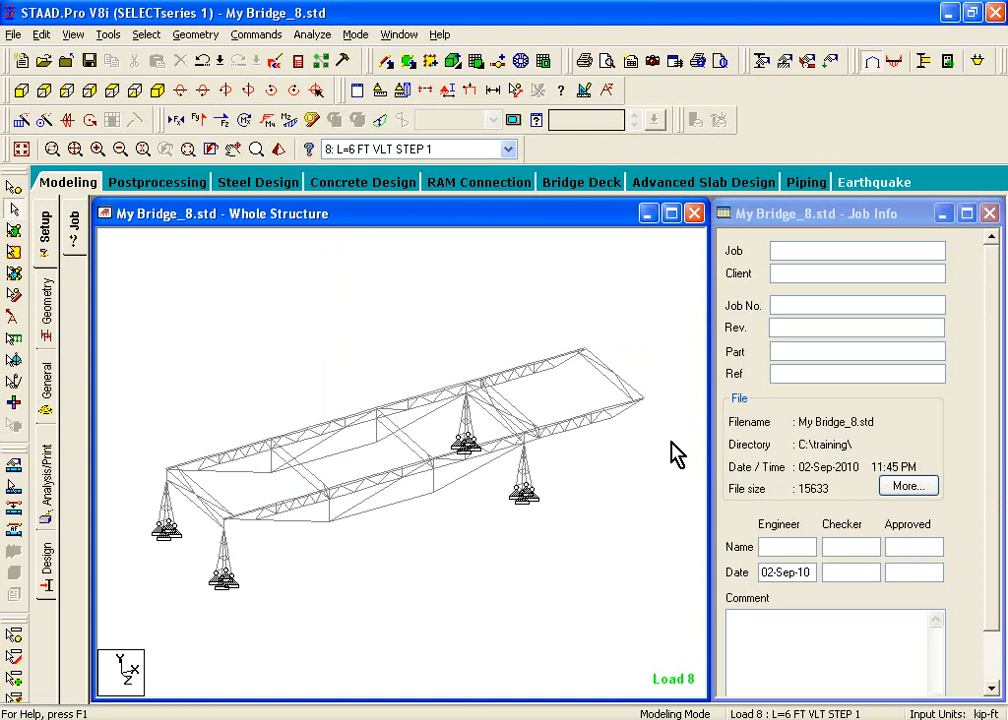 STAAD.Pro V8i (SELECTseries 1) - My Bridge_8.std
File Edit View Tools Select Geometry Commands Analyze Mode Window Help
8: L=6 FT VLT STEP 1
Modeling Postprocessing Steel Design Concrete Design RAM Connection Bridge Deck Advanced Slab Design Piping Earthquake
Setup
Geometry
General
Analysis/Print
Design
Job
My Bridge_8.std - Whole Structure
Y
X
Z
Load 8
My Bridge_8.std - Job Info
Job
Client
Job No.
Rev.
Part
Ref
File
Filename : My Bridge_8.std
Directory : C:\training\
Date / Time : 02-Sep-2010 11:45 PM
File size : 15633 More...
Engineer Checker Approved
Name
Date 02-Sep-10
Comment
For Help, press F1 Modeling Mode Load 8 : L=6 FT VLT STEP 1 Input Units: kip-ft